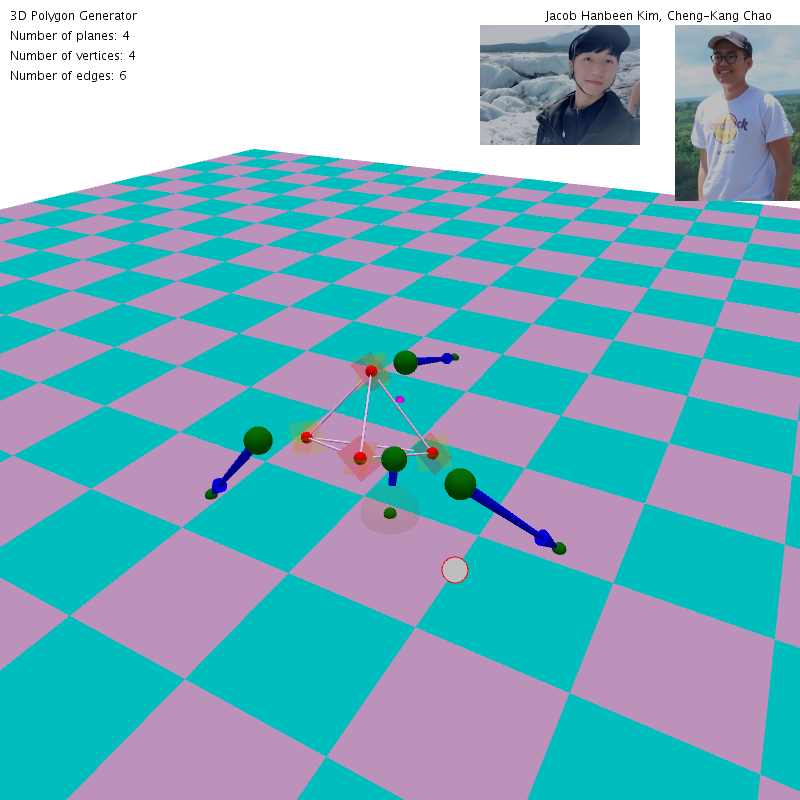 3D Polygon Generator
Jacob Hanbeen Kim, Cheng-Kang Chao
Number of planes: 4
Number of vertices: 4
Number of edges: 6